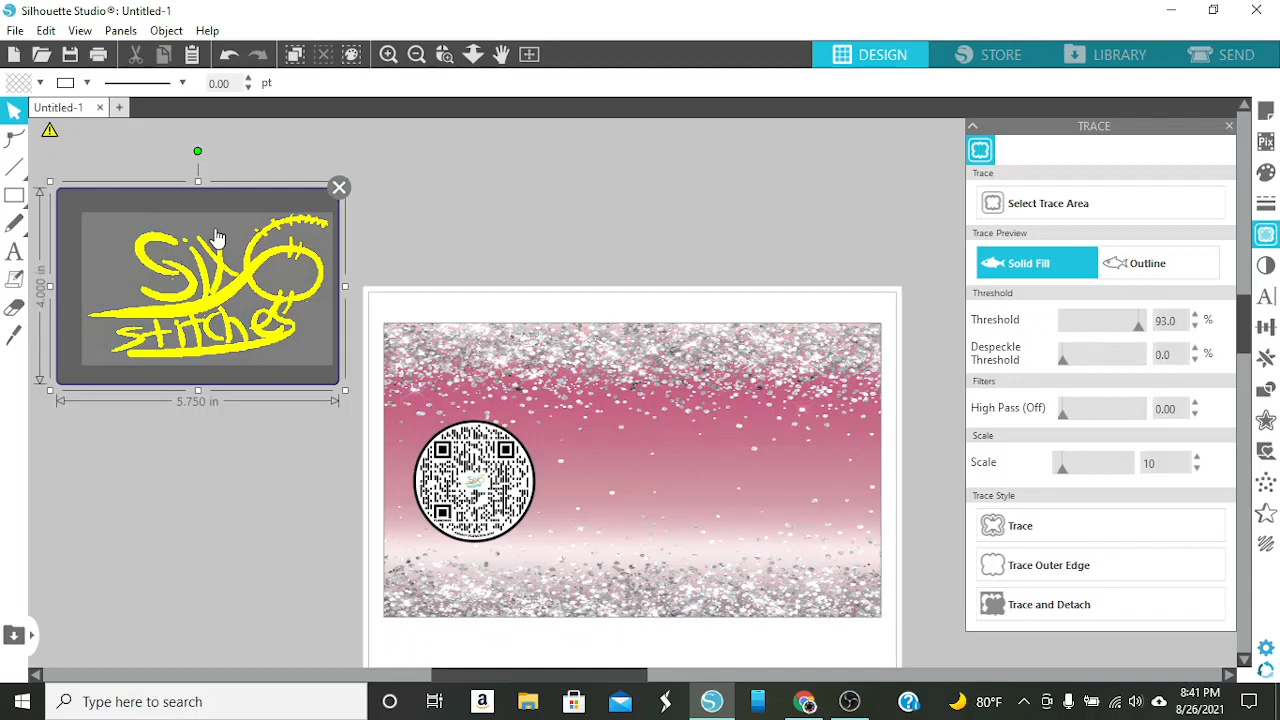 Silhouette Studio®: Untitled-1
File Edit View Panels Object Help
DESIGN STORE LIBRARY SEND
0.00 pt
Untitled-1
TRACE
Trace
Select Trace Area
Trace Preview
Solid Fill Outline
Threshold
Threshold 93.0 %
Despeckle Threshold 0.0 %
Filters
High Pass (Off) 0.00
Scale
Scale 10
Trace Style
Trace
Trace Outer Edge
Trace and Detach
Pix
4.000 in
5.750 in
stitches
Type here to search
80°F
8:41 PM
8/26/2021